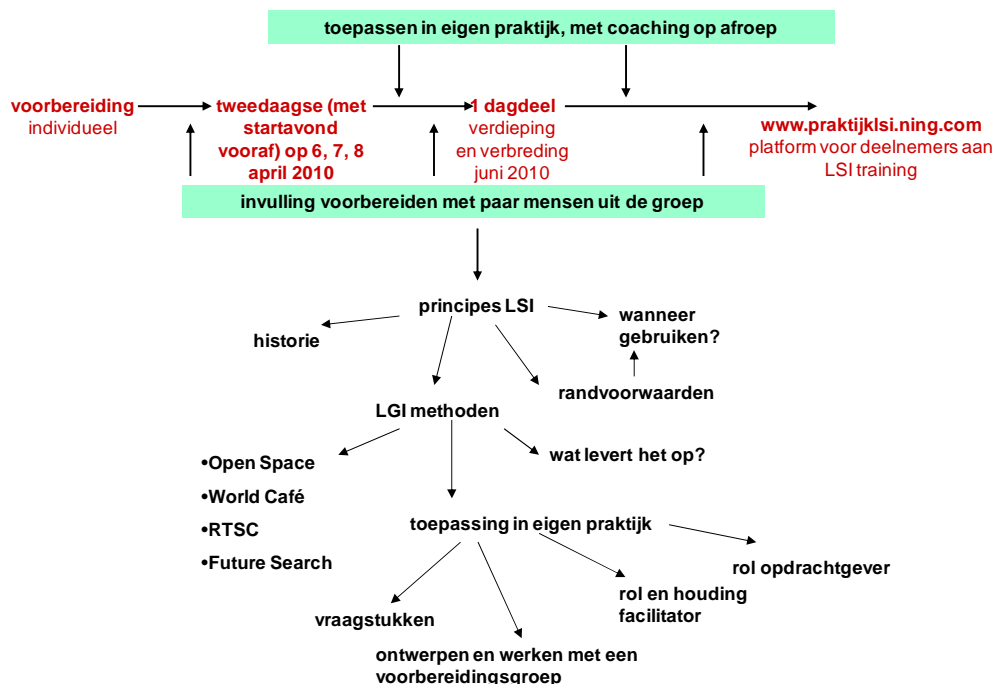 toepassen in eigen praktijk, met coaching op afroep
voorbereiding
individueel
tweedaagse (met
startavond
vooraf) op 6, 7, 8
april 2010
1 dagdeel
verdieping
en verbreding
juni 2010
www.praktijklsi.ning.com
platform voor deelnemers aan
LSI training
invulling voorbereiden met paar mensen uit de groep
principes LSI
historie
wanneer
gebruiken?
randvoorwaarden
LGI methoden
wat levert het op?
•Open Space
•World Café
•RTSC
•Future Search
toepassing in eigen praktijk
rol opdrachtgever
rol en houding
facilitator
vraagstukken
ontwerpen en werken met een
voorbereidingsgroep